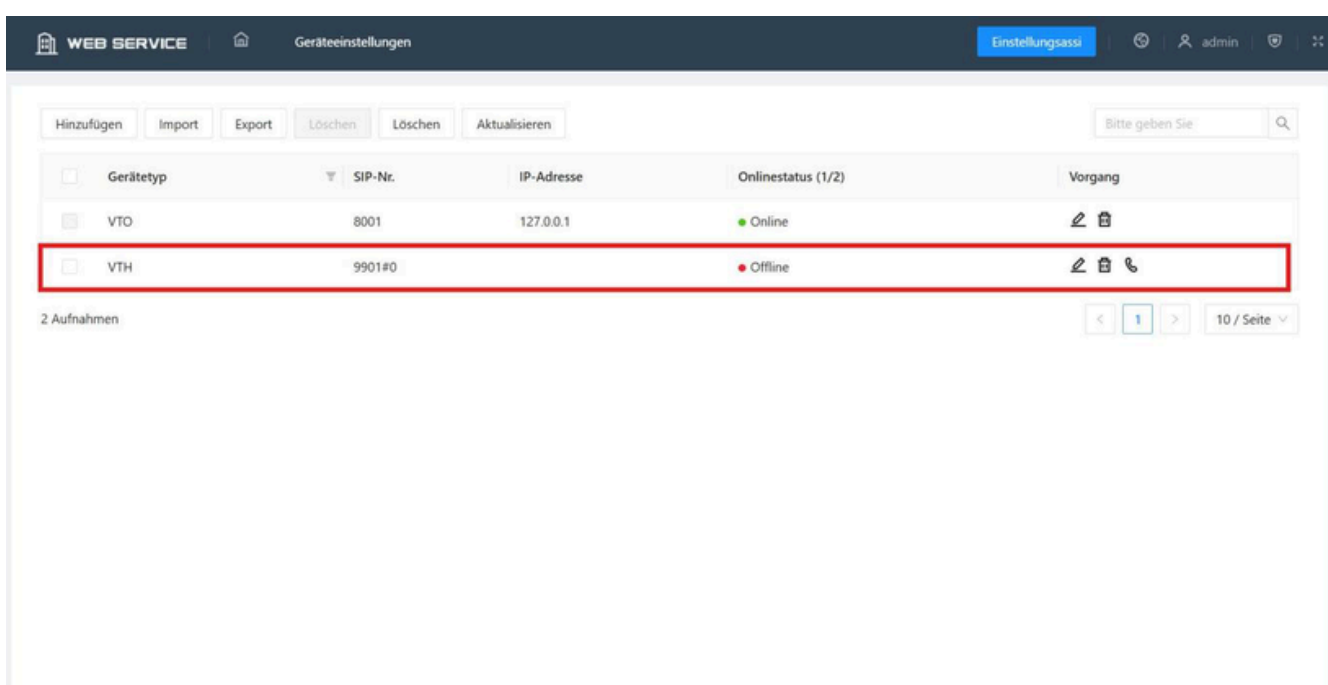 WEB SERVICE Geräteeinstellungen Einstellungsassi admin
Hinzufügen Import Export Löschen Löschen Aktualisieren Bitte geben Sie
Gerätetyp SIP-Nr. IP-Adresse Onlinestatus (1/2) Vorgang
VTO 8001 127.0.0.1 Online
VTH 9901#0 Offline
2 Aufnahmen < 1 > 10 / Seite